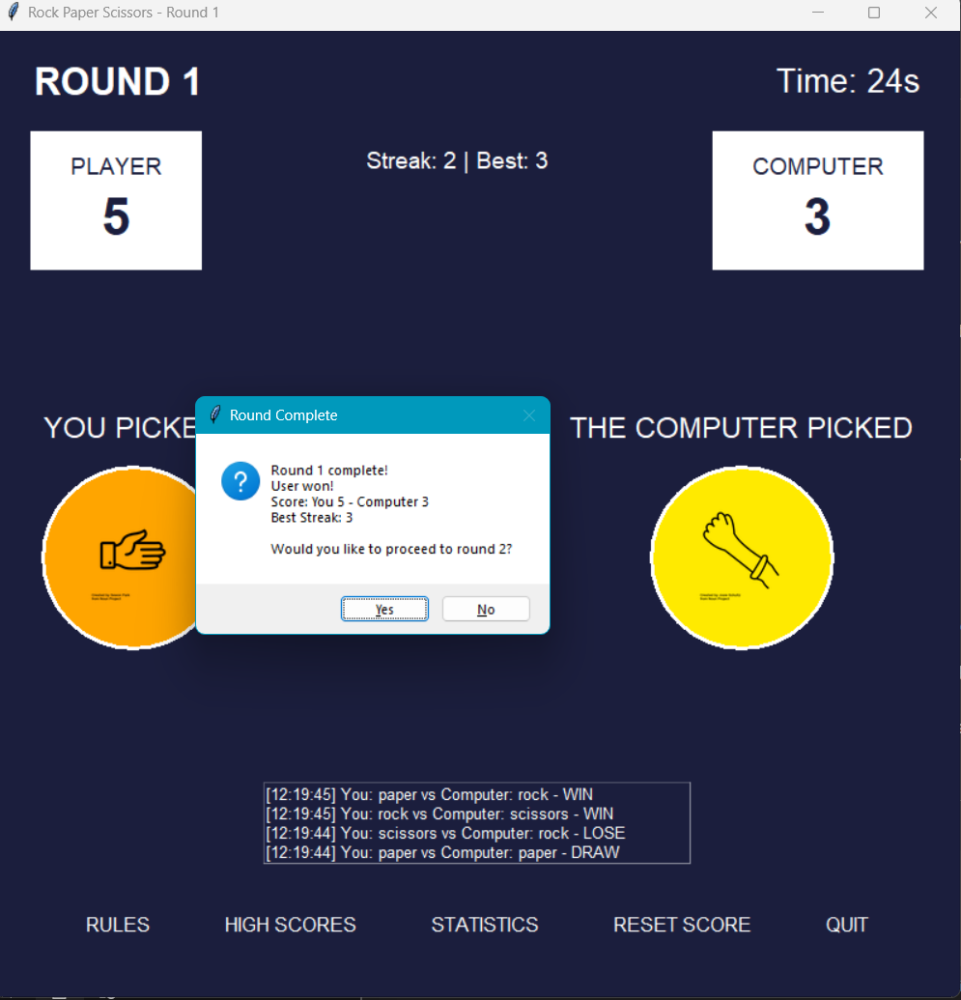 Rock Paper Scissors - Round 1
ROUND 1
Time: 24s
PLAYER
5
Streak: 2 | Best: 3
COMPUTER
3
YOU PICKE
THE COMPUTER PICKED
Round Complete
Round 1 complete!
User won!
Score: You 5 - Computer 3
Best Streak: 3
Would you like to proceed to round 2?
Yes
No
[12:19:45] You: paper vs Computer: rock - WIN
[12:19:45] You: rock vs Computer: scissors - WIN
[12:19:44] You: scissors vs Computer: rock - LOSE
[12:19:44] You: paper vs Computer: paper - DRAW
RULES
HIGH SCORES
STATISTICS
RESET SCORE
QUIT